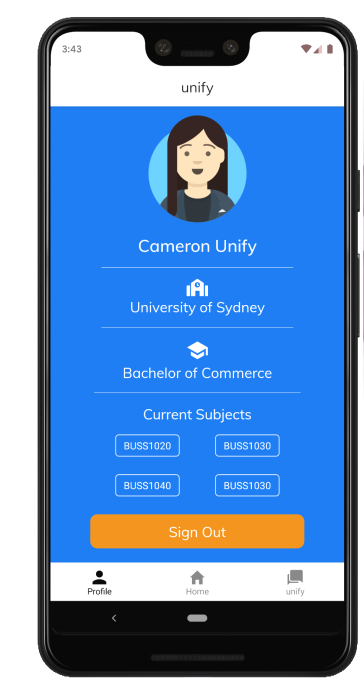 3:43
unify
Cameron Unify
University of Sydney
Bachelor of Commerce
Current Subjects
BUSS1020 BUSS1030
BUSS1040 BUSS1030
Sign Out
Profile Home unify